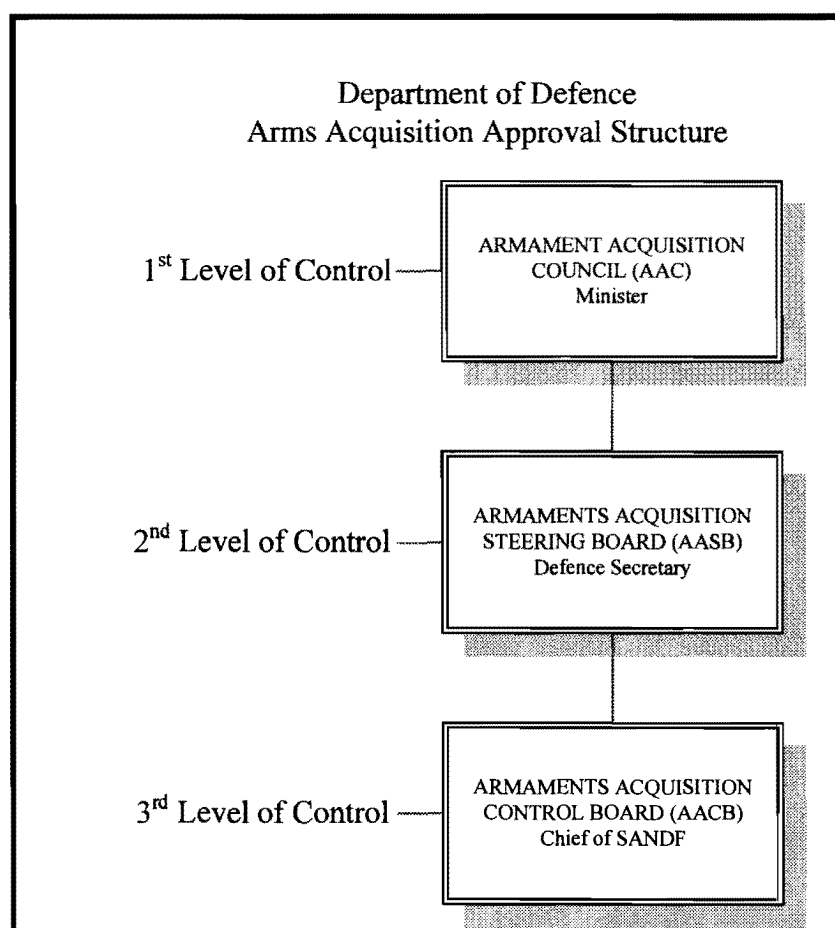 Department of Defence
Arms Acquisition Approval Structure
1st Level of Control
ARMAMENT ACQUISITION
COUNCIL (AAC)
Minister
2nd Level of Control
ARMAMENTS ACQUISITION
STEERING BOARD (AASB)
Defence Secretary
3rd Level of Control
ARMAMENTS ACQUISITION
CONTROL BOARD (AACB)
Chief of SANDF